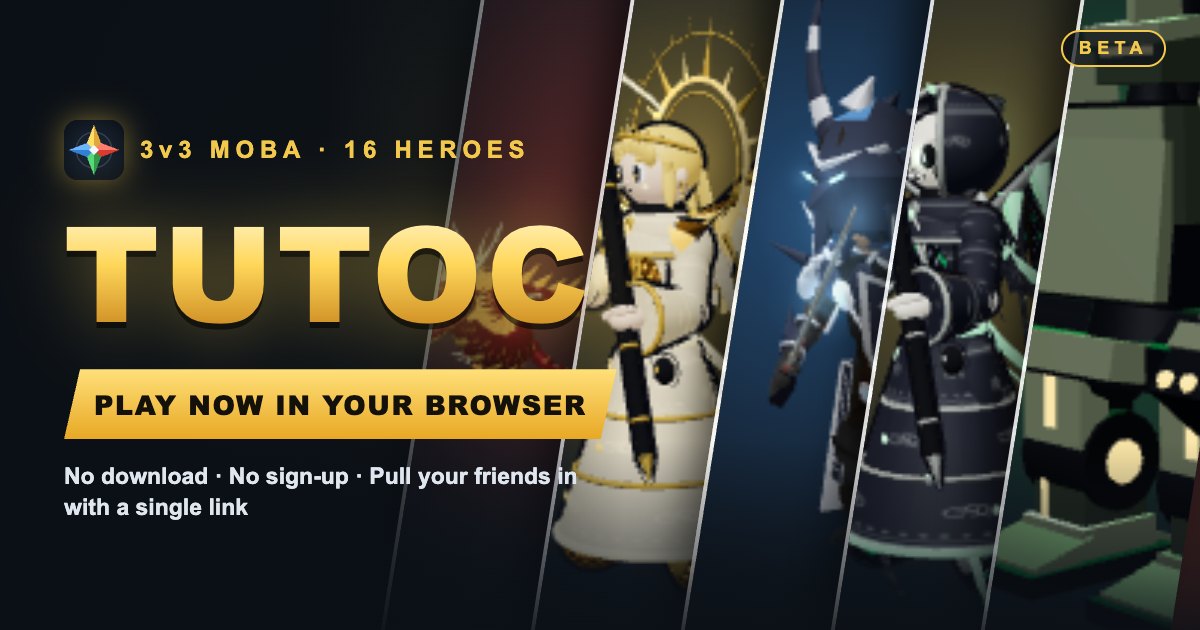 BETA
3v3 MOBA · 16 HEROES
TUTOC
PLAY NOW IN YOUR BROWSER
No download · No sign-up · Pull your friends in
with a single link